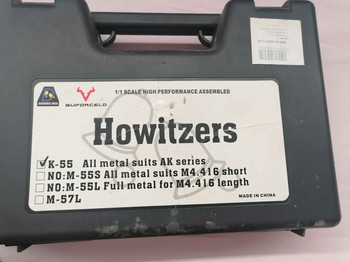 SUFORCELO
1/1 SCALE HIGH PERFORMANCE ASSEMBLED
Howitzers
K-55 All metal suits AK series
NO:M-55S All metal suits M4.416 short
NO:M-55L Full metal for M4.416 length
M-57L
MADE IN CHINA